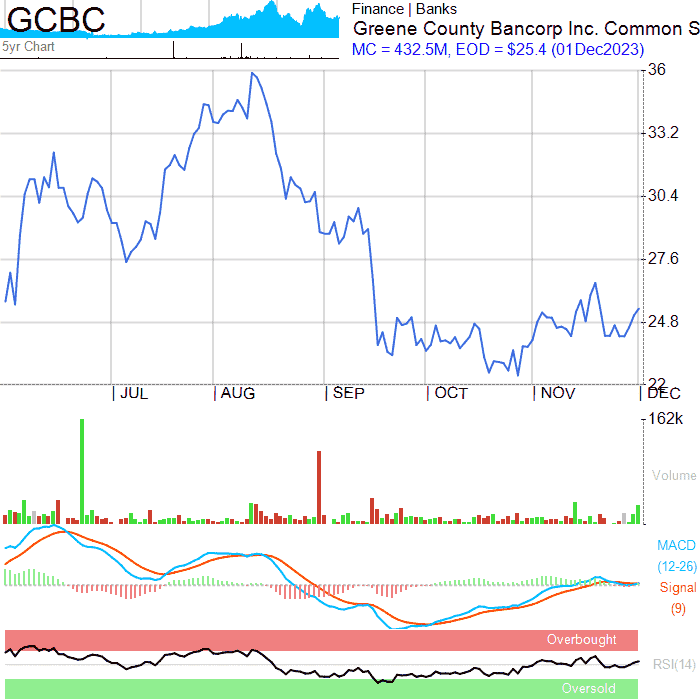 GCBC
Finance | Banks
Greene County Bancorp Inc. Common S
5yr Chart
MC = 432.5M, EOD = $25.4 (01Dec2023)
36
33.2
30.4
27.6
24.8
22
JUL
AUG
SEP
OCT
NOV
DEC
162k
Volume
MACD
(12-26)
Signal
(9)
Overbought
RSI(14)
Oversold